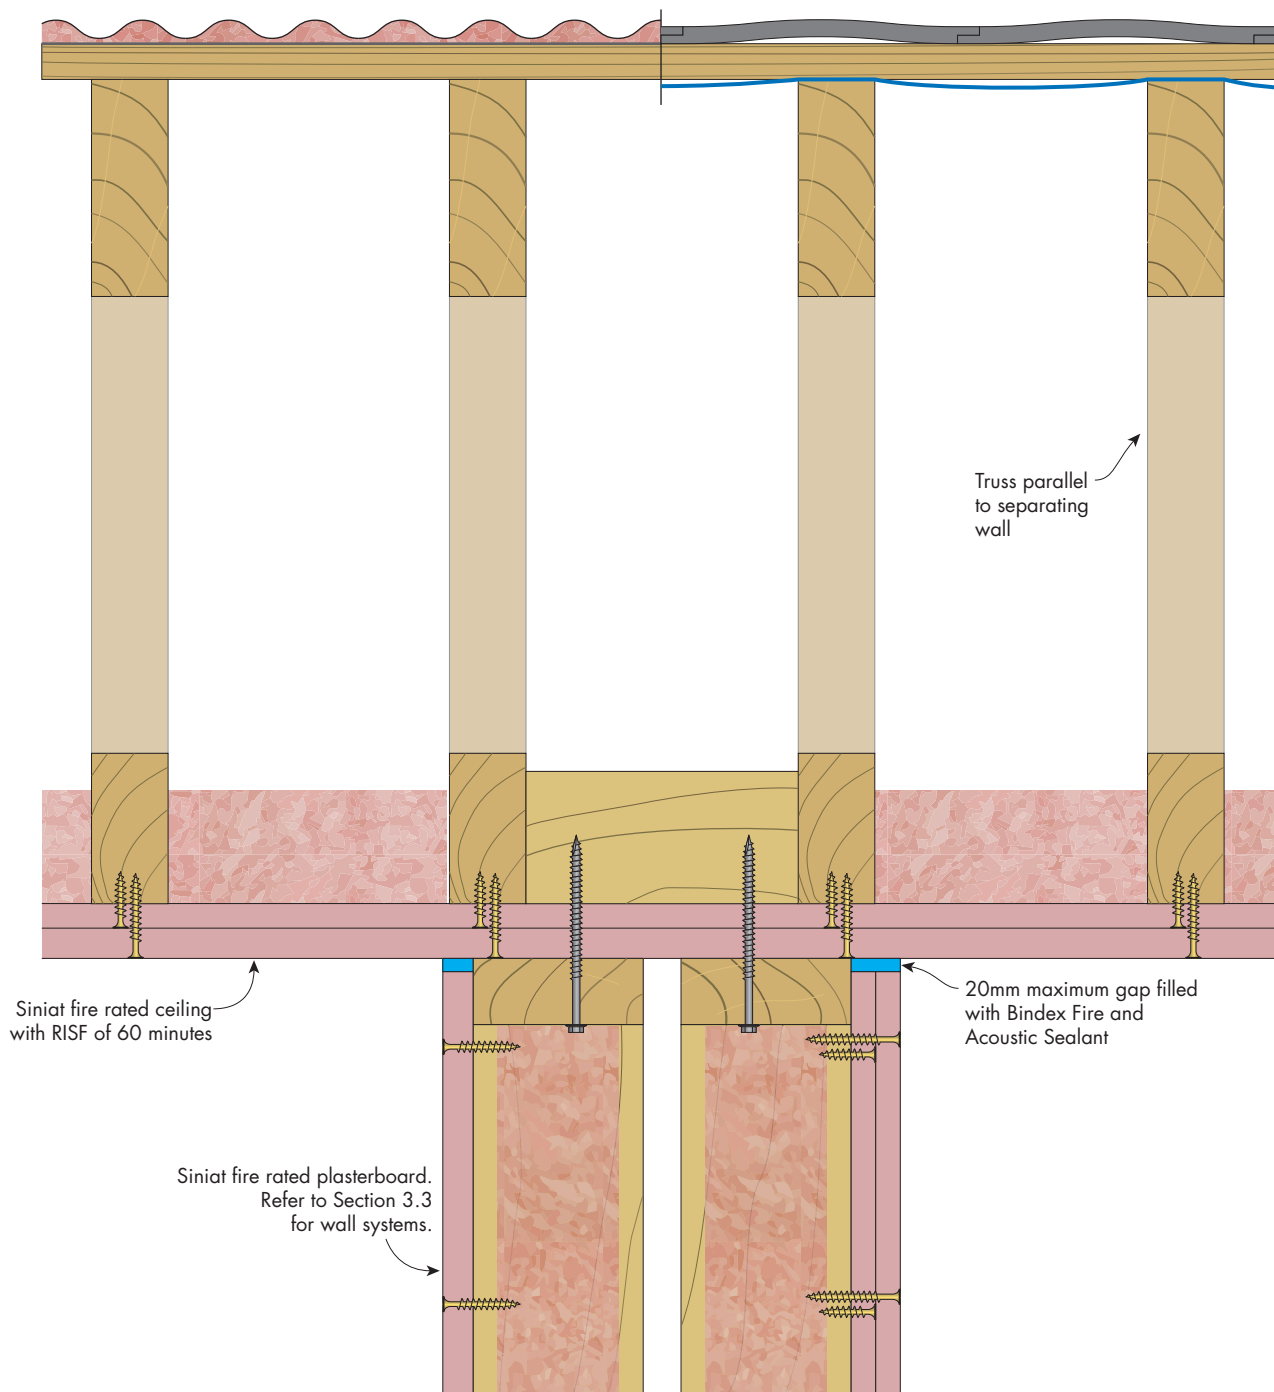 Truss parallel
to separating
wall
Siniat fire rated ceiling
with RISF of 60 minutes
20mm maximum gap filled
with Bindex Fire and
Acoustic Sealant
Siniat fire rated plasterboard.
Refer to Section 3.3
for wall systems.